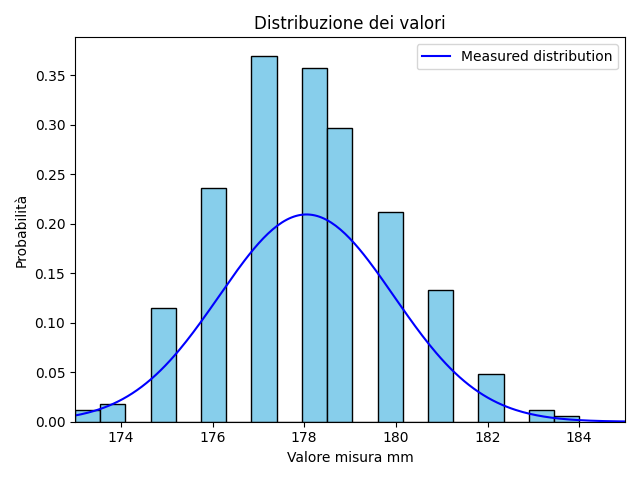 Distribuzione dei valori
Measured distribution
Probabilità
0.35
0.30
0.25
0.20
0.15
0.10
0.05
0.00
174 176 178 180 182 184
Valore misura mm